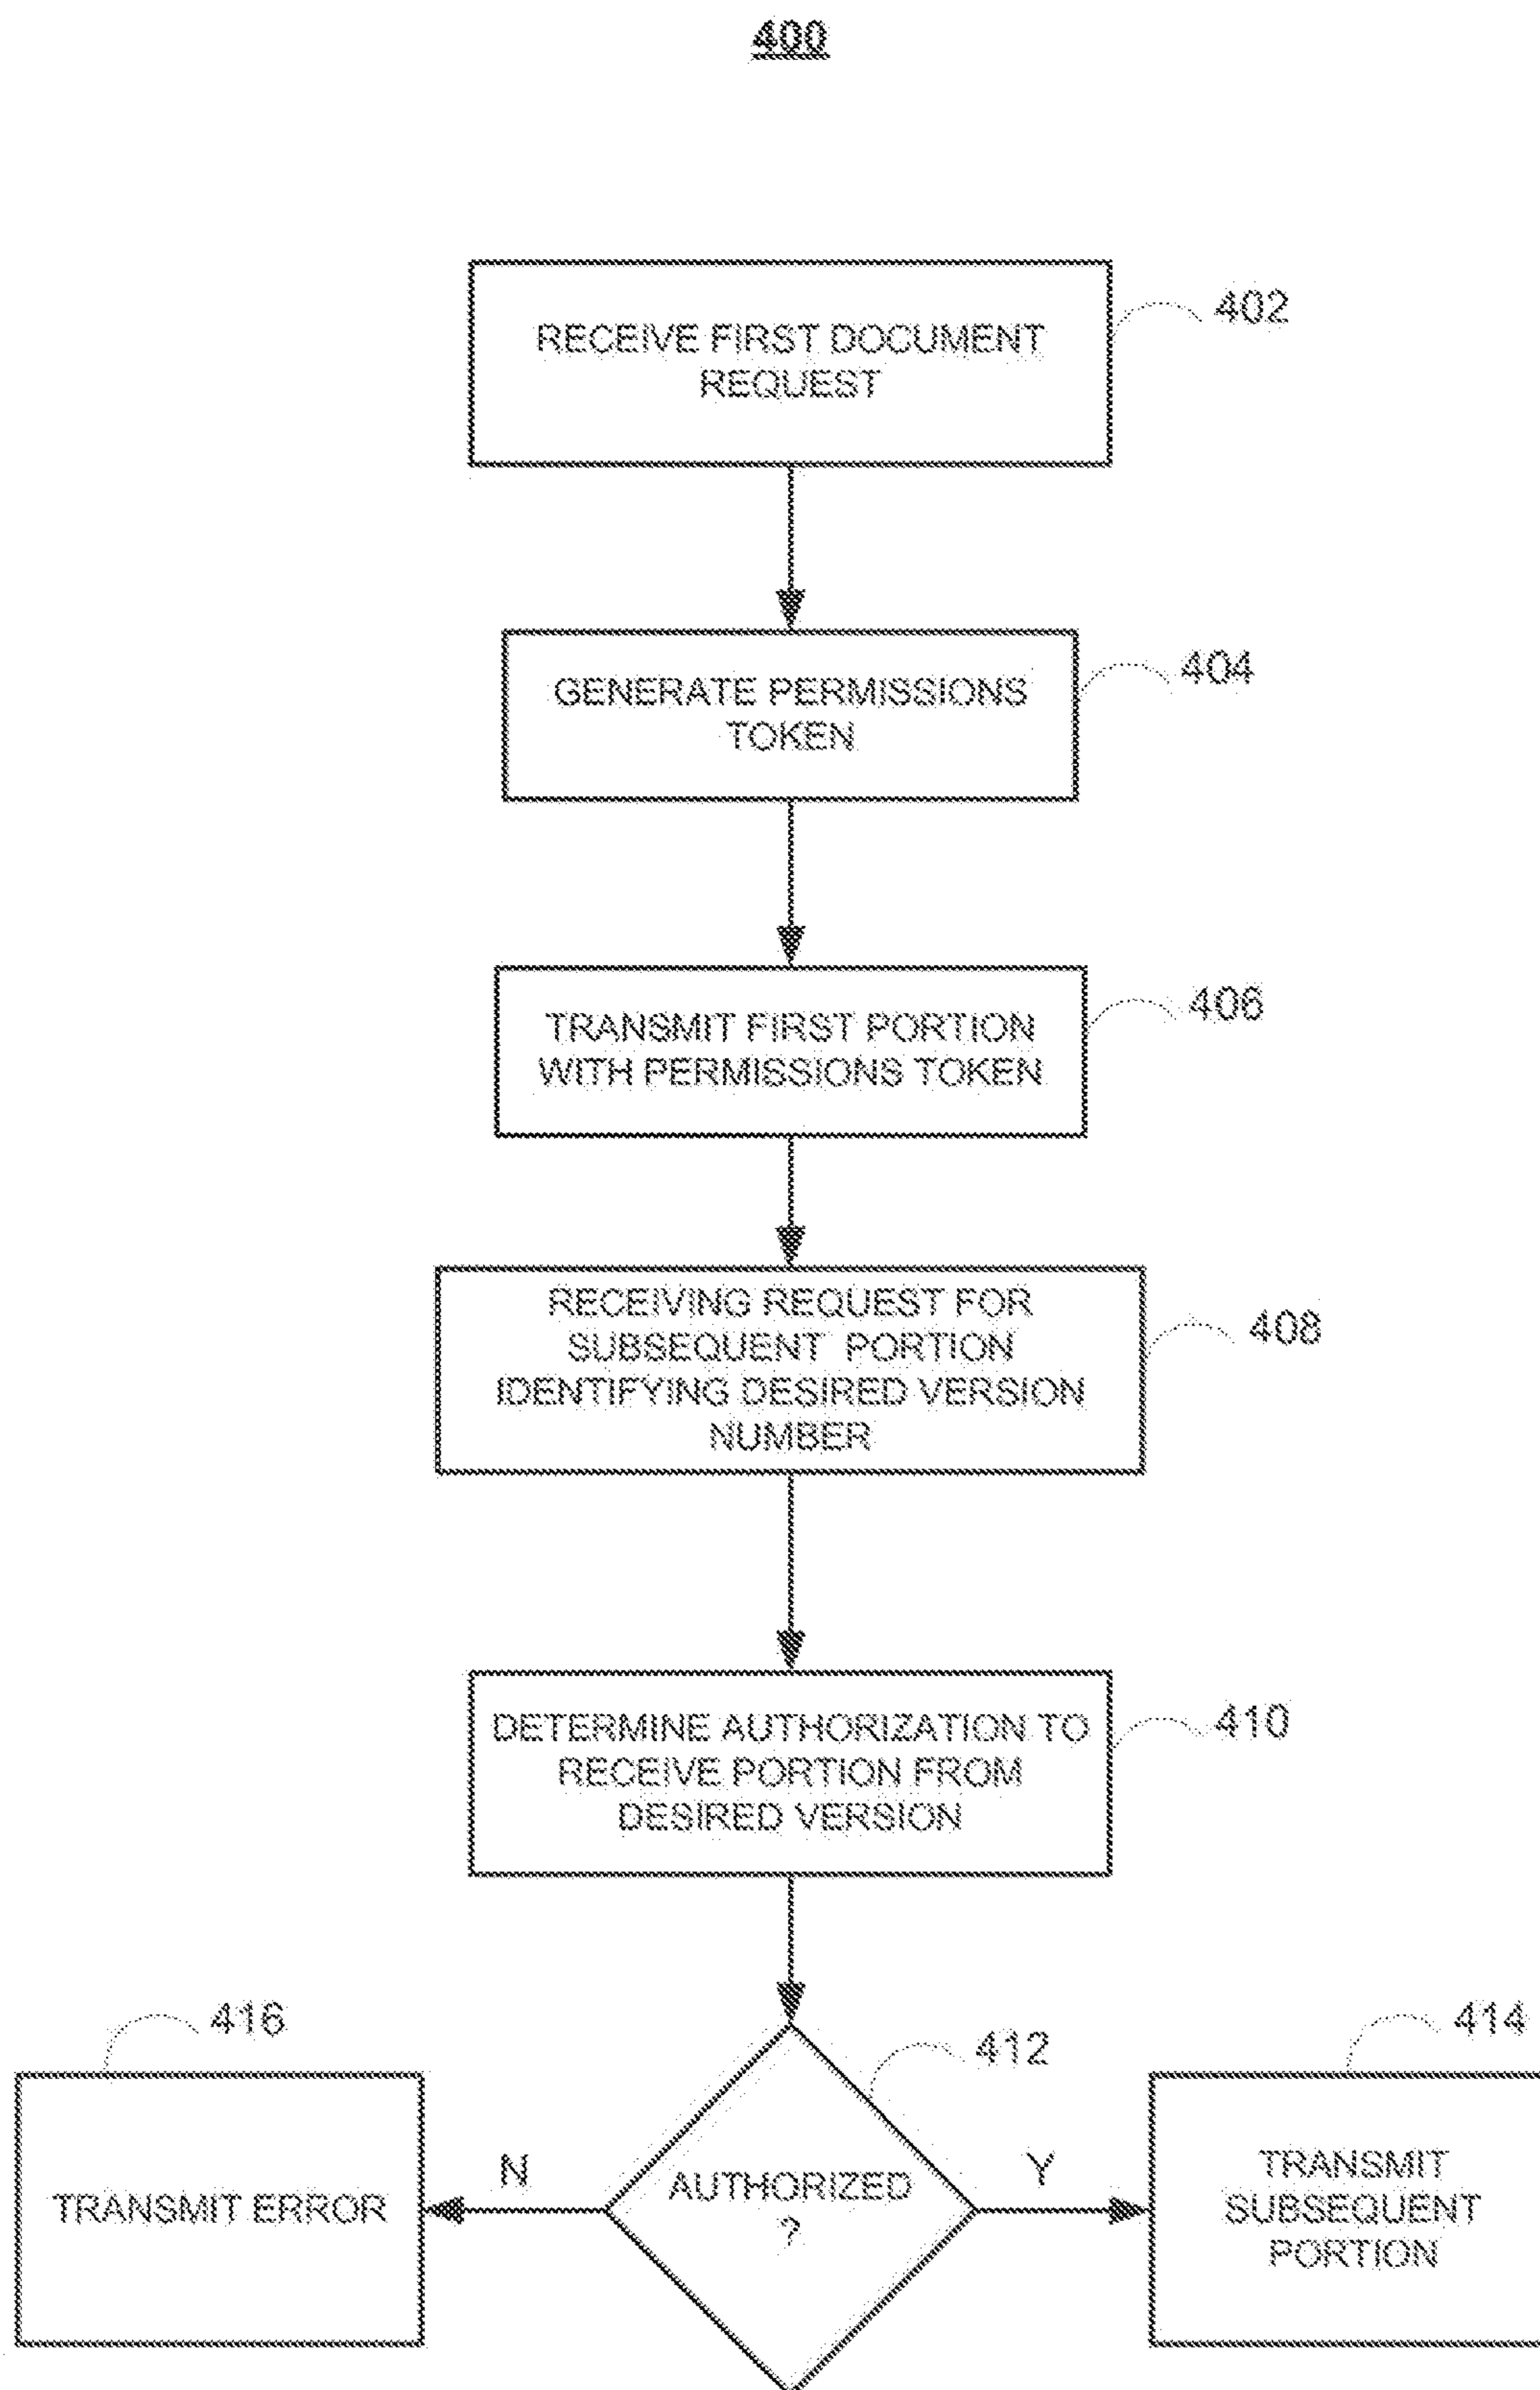 400
RECEIVE FIRST DOCUMENT
REQUEST
402
GENERATE PERMISSIONS
TOKEN
404
TRANSMIT FIRST PORTION
WITH PERMISSIONS TOKEN
406
RECEIVING REQUEST FOR
SUBSEQUENT PORTION
IDENTIFYING DESIRED VERSION
NUMBER
408
DETERMINE AUTHORIZATION TO
RECEIVE PORTION FROM
DESIRED VERSION
410
416
TRANSMIT ERROR
N
412
AUTHORIZED
?
Y
414
TRANSMIT
SUBSEQUENT
PORTION